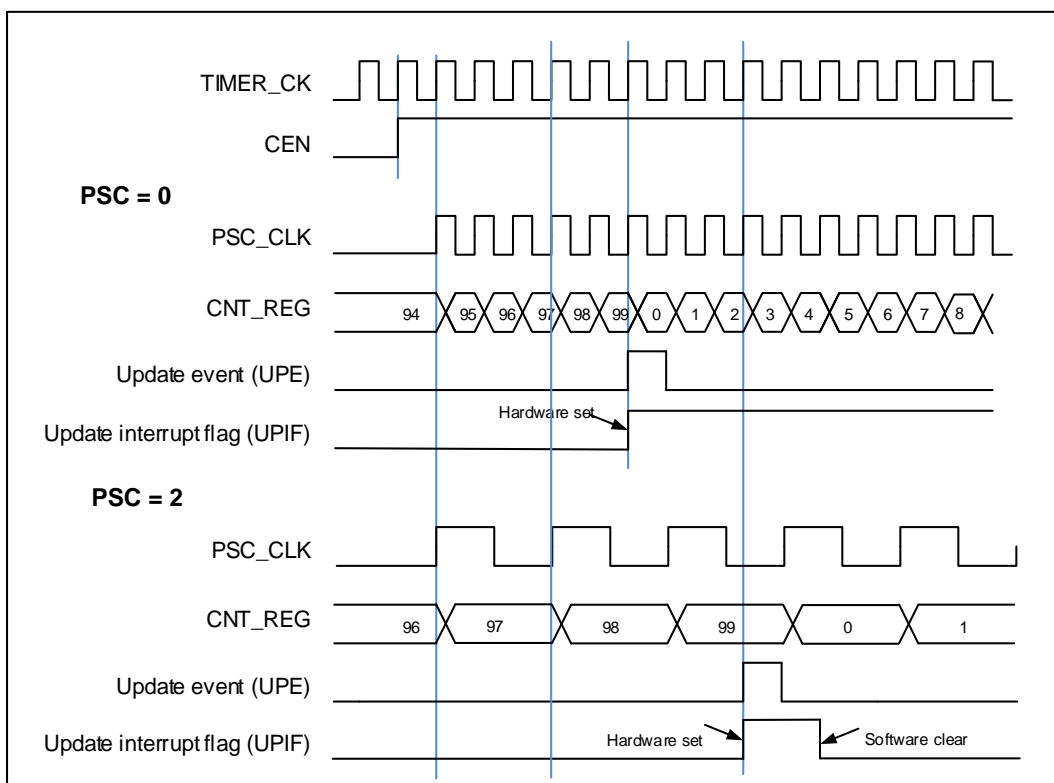 TIMER_CK
CEN
PSC = 0
PSC_CLK
CNT_REG 94 95 96 97 98 99 0 1 2 3 4 5 6 7 8
Update event (UPE)
Hardware set
Update interrupt flag (UPIF)
PSC = 2
PSC_CLK
CNT_REG 96 97 98 99 0 1
Update event (UPE)
Update interrupt flag (UPIF) Hardware set Software clear